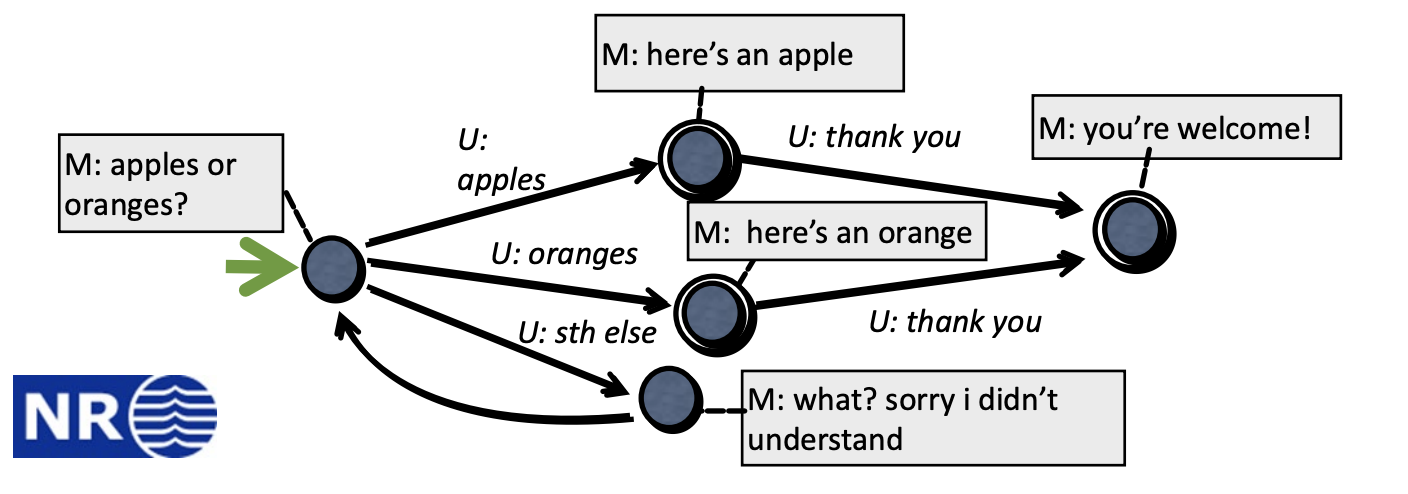 M: here’s an apple
M: you’re welcome!
U: thank you
U:
apples
M: apples or
oranges?
M:  here’s an orange
U: oranges
U: thank you
U: sth else
M: what? sorry i didn’t
understand
NR